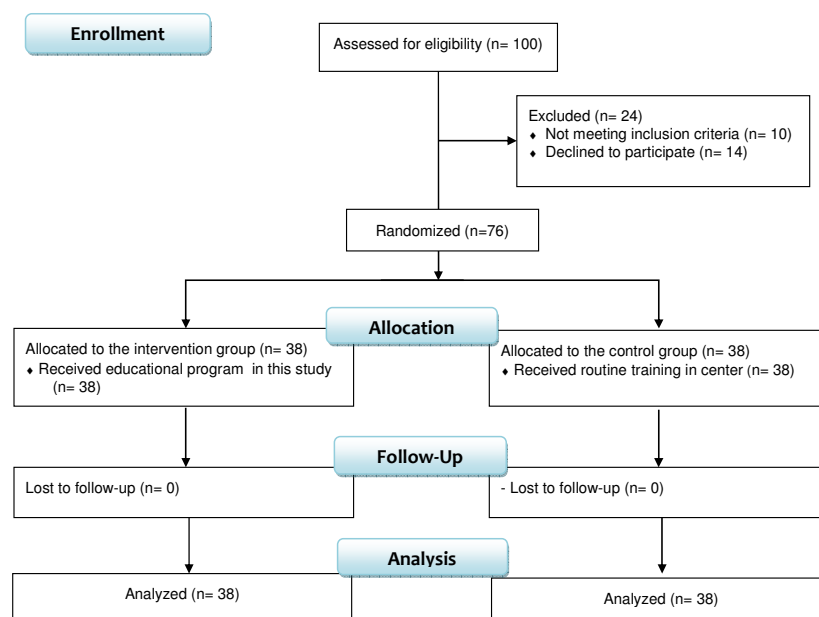 Enrollment
Assessed for eligibility (n= 100)
Excluded (n= 24)
♦ Not meeting inclusion criteria (n= 10)
♦ Declined to participate (n= 14)
Randomized (n=76)
Allocation
Allocated to the intervention group (n= 38)
♦ Received educational program in this study
(n= 38)
Allocated to the control group (n= 38)
♦ Received routine training in center (n= 38)
Follow-Up
Lost to follow-up (n= 0)
- Lost to follow-up (n= 0)
Analysis
Analyzed (n= 38)
Analyzed (n= 38)